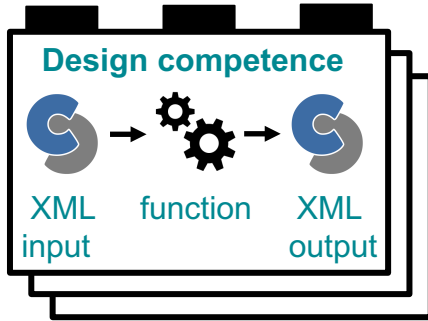 Design competence
XML function XML
input output